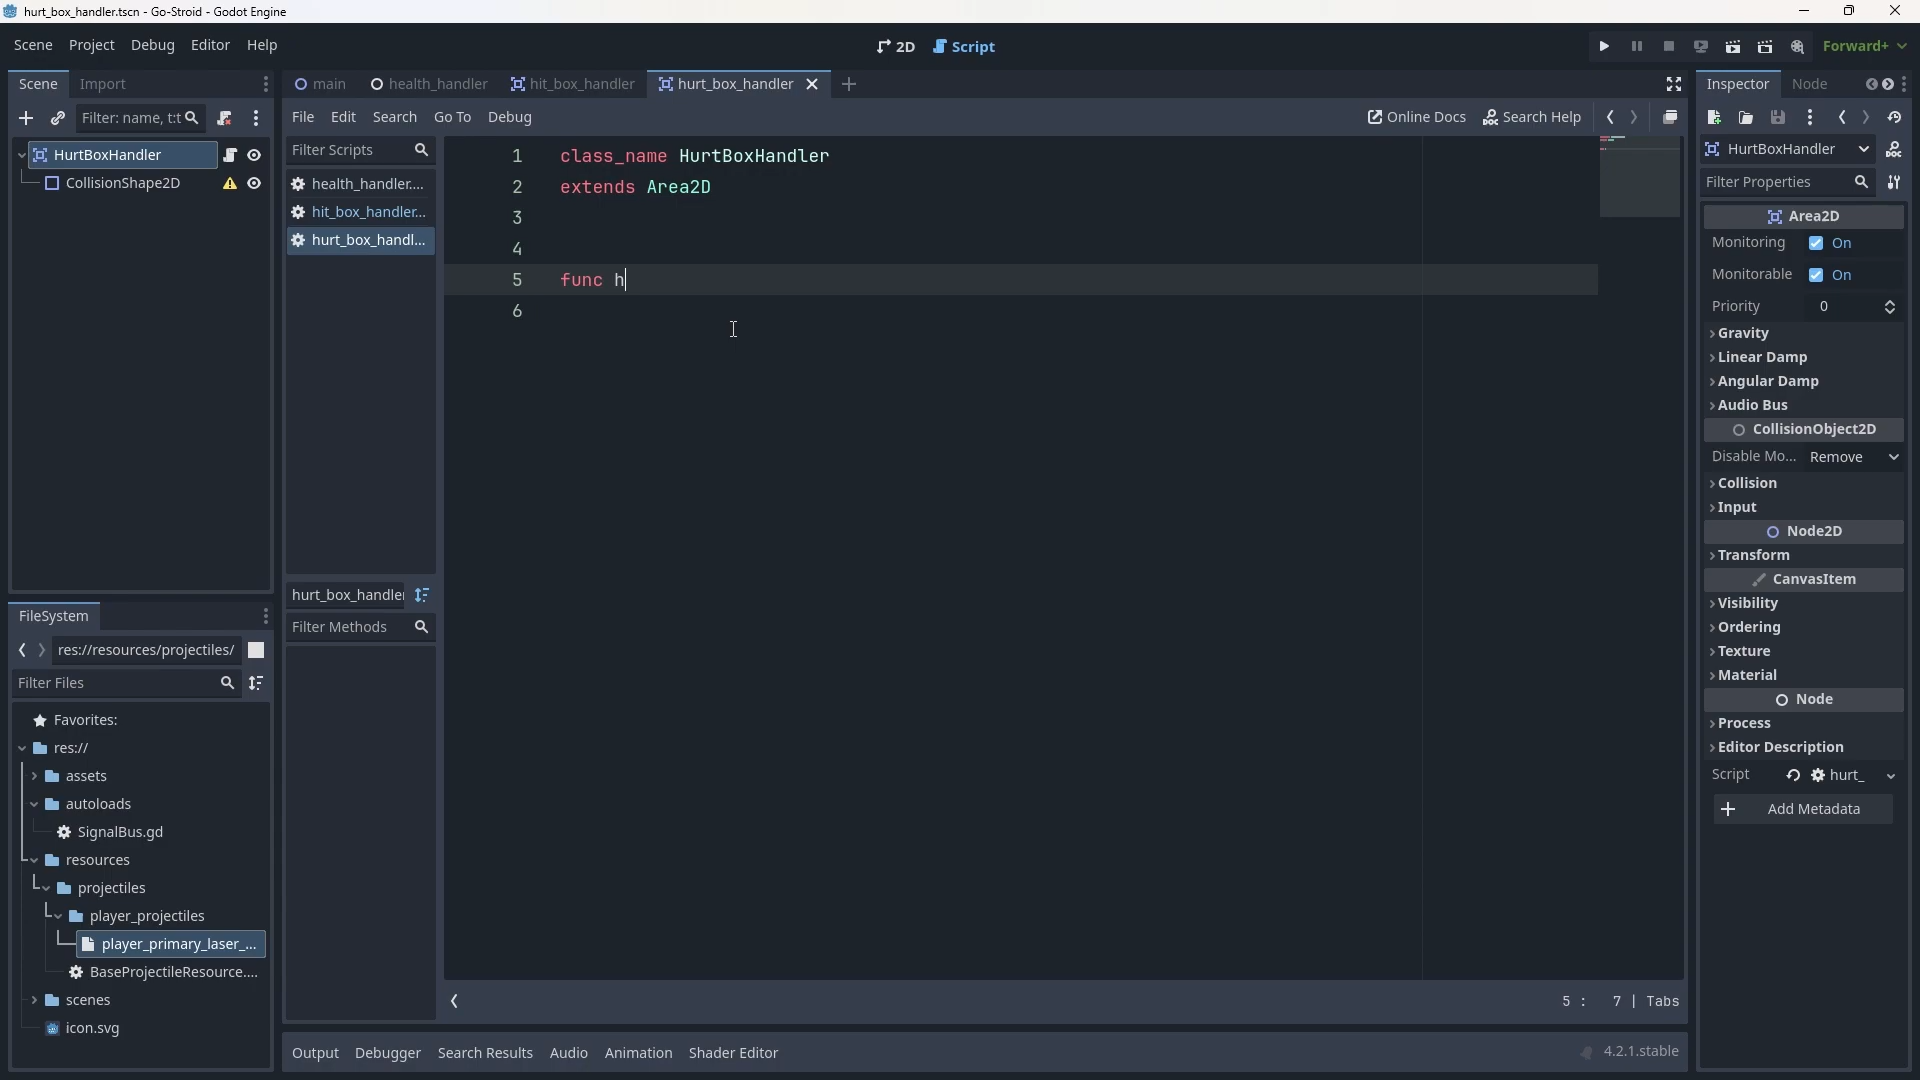 hurt_box_handler.tscn - Go-Stroid - Godot Engine
Scene Project Debug Editor Help
2D Script
Forward+
Scene Import
main health_handler hit_box_handler hurt_box_handler
Inspector Node
Filter: name, t:t
File Edit Search Go To Debug
Online Docs Search Help
HurtBoxHandler
CollisionShape2D
Filter Scripts
health_handler....
hit_box_handler...
hurt_box_handl...
hurt_box_handler
Filter Methods
1 class_name HurtBoxHandler
2 extends Area2D
3
4
5 func h
6
5 : 7 | Tabs
FileSystem
res://resources/projectiles/
Filter Files
Favorites:
res://
assets
autoloads
SignalBus.gd
resources
projectiles
player_projectiles
player_primary_laser_...
BaseProjectileResource....
scenes
icon.svg
Output Debugger Search Results Audio Animation Shader Editor
4.2.1.stable
HurtBoxHandler
Filter Properties
Area2D
Monitoring On
Monitorable On
Priority 0
Gravity
Linear Damp
Angular Damp
Audio Bus
CollisionObject2D
Disable Mo... Remove
Collision
Input
Node2D
Transform
CanvasItem
Visibility
Ordering
Texture
Material
Node
Process
Editor Description
Script hurt_
Add Metadata